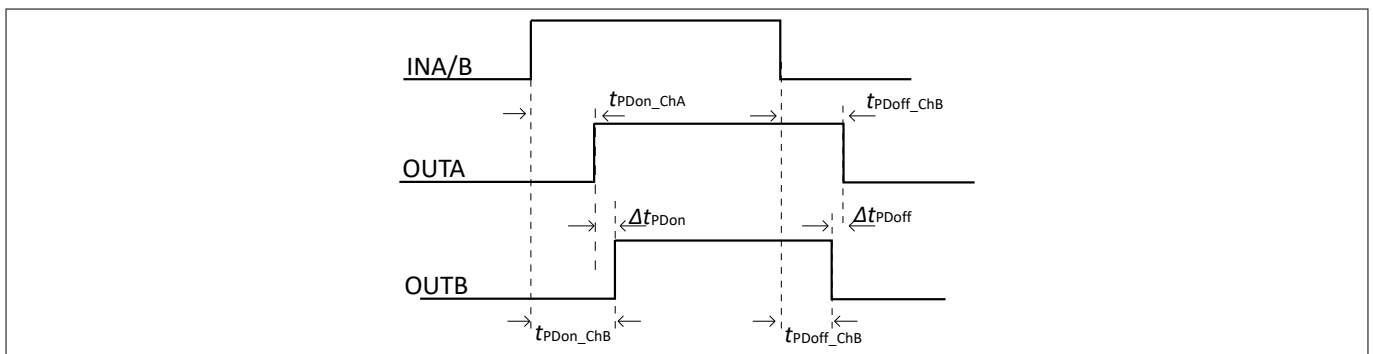 INA/B
tPDon_ChA
tPDoff_ChB
OUTA
ΔtPDon
ΔtPDoff
OUTB
tPDon_ChB
tPDoff_ChB